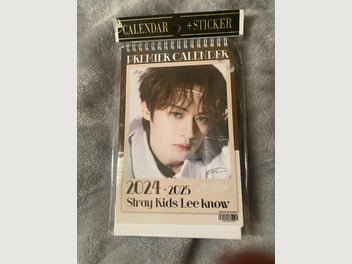 CALENDAR +STICKER
PREMIER CALENDER
2024-2025
Stray Kids Lee know